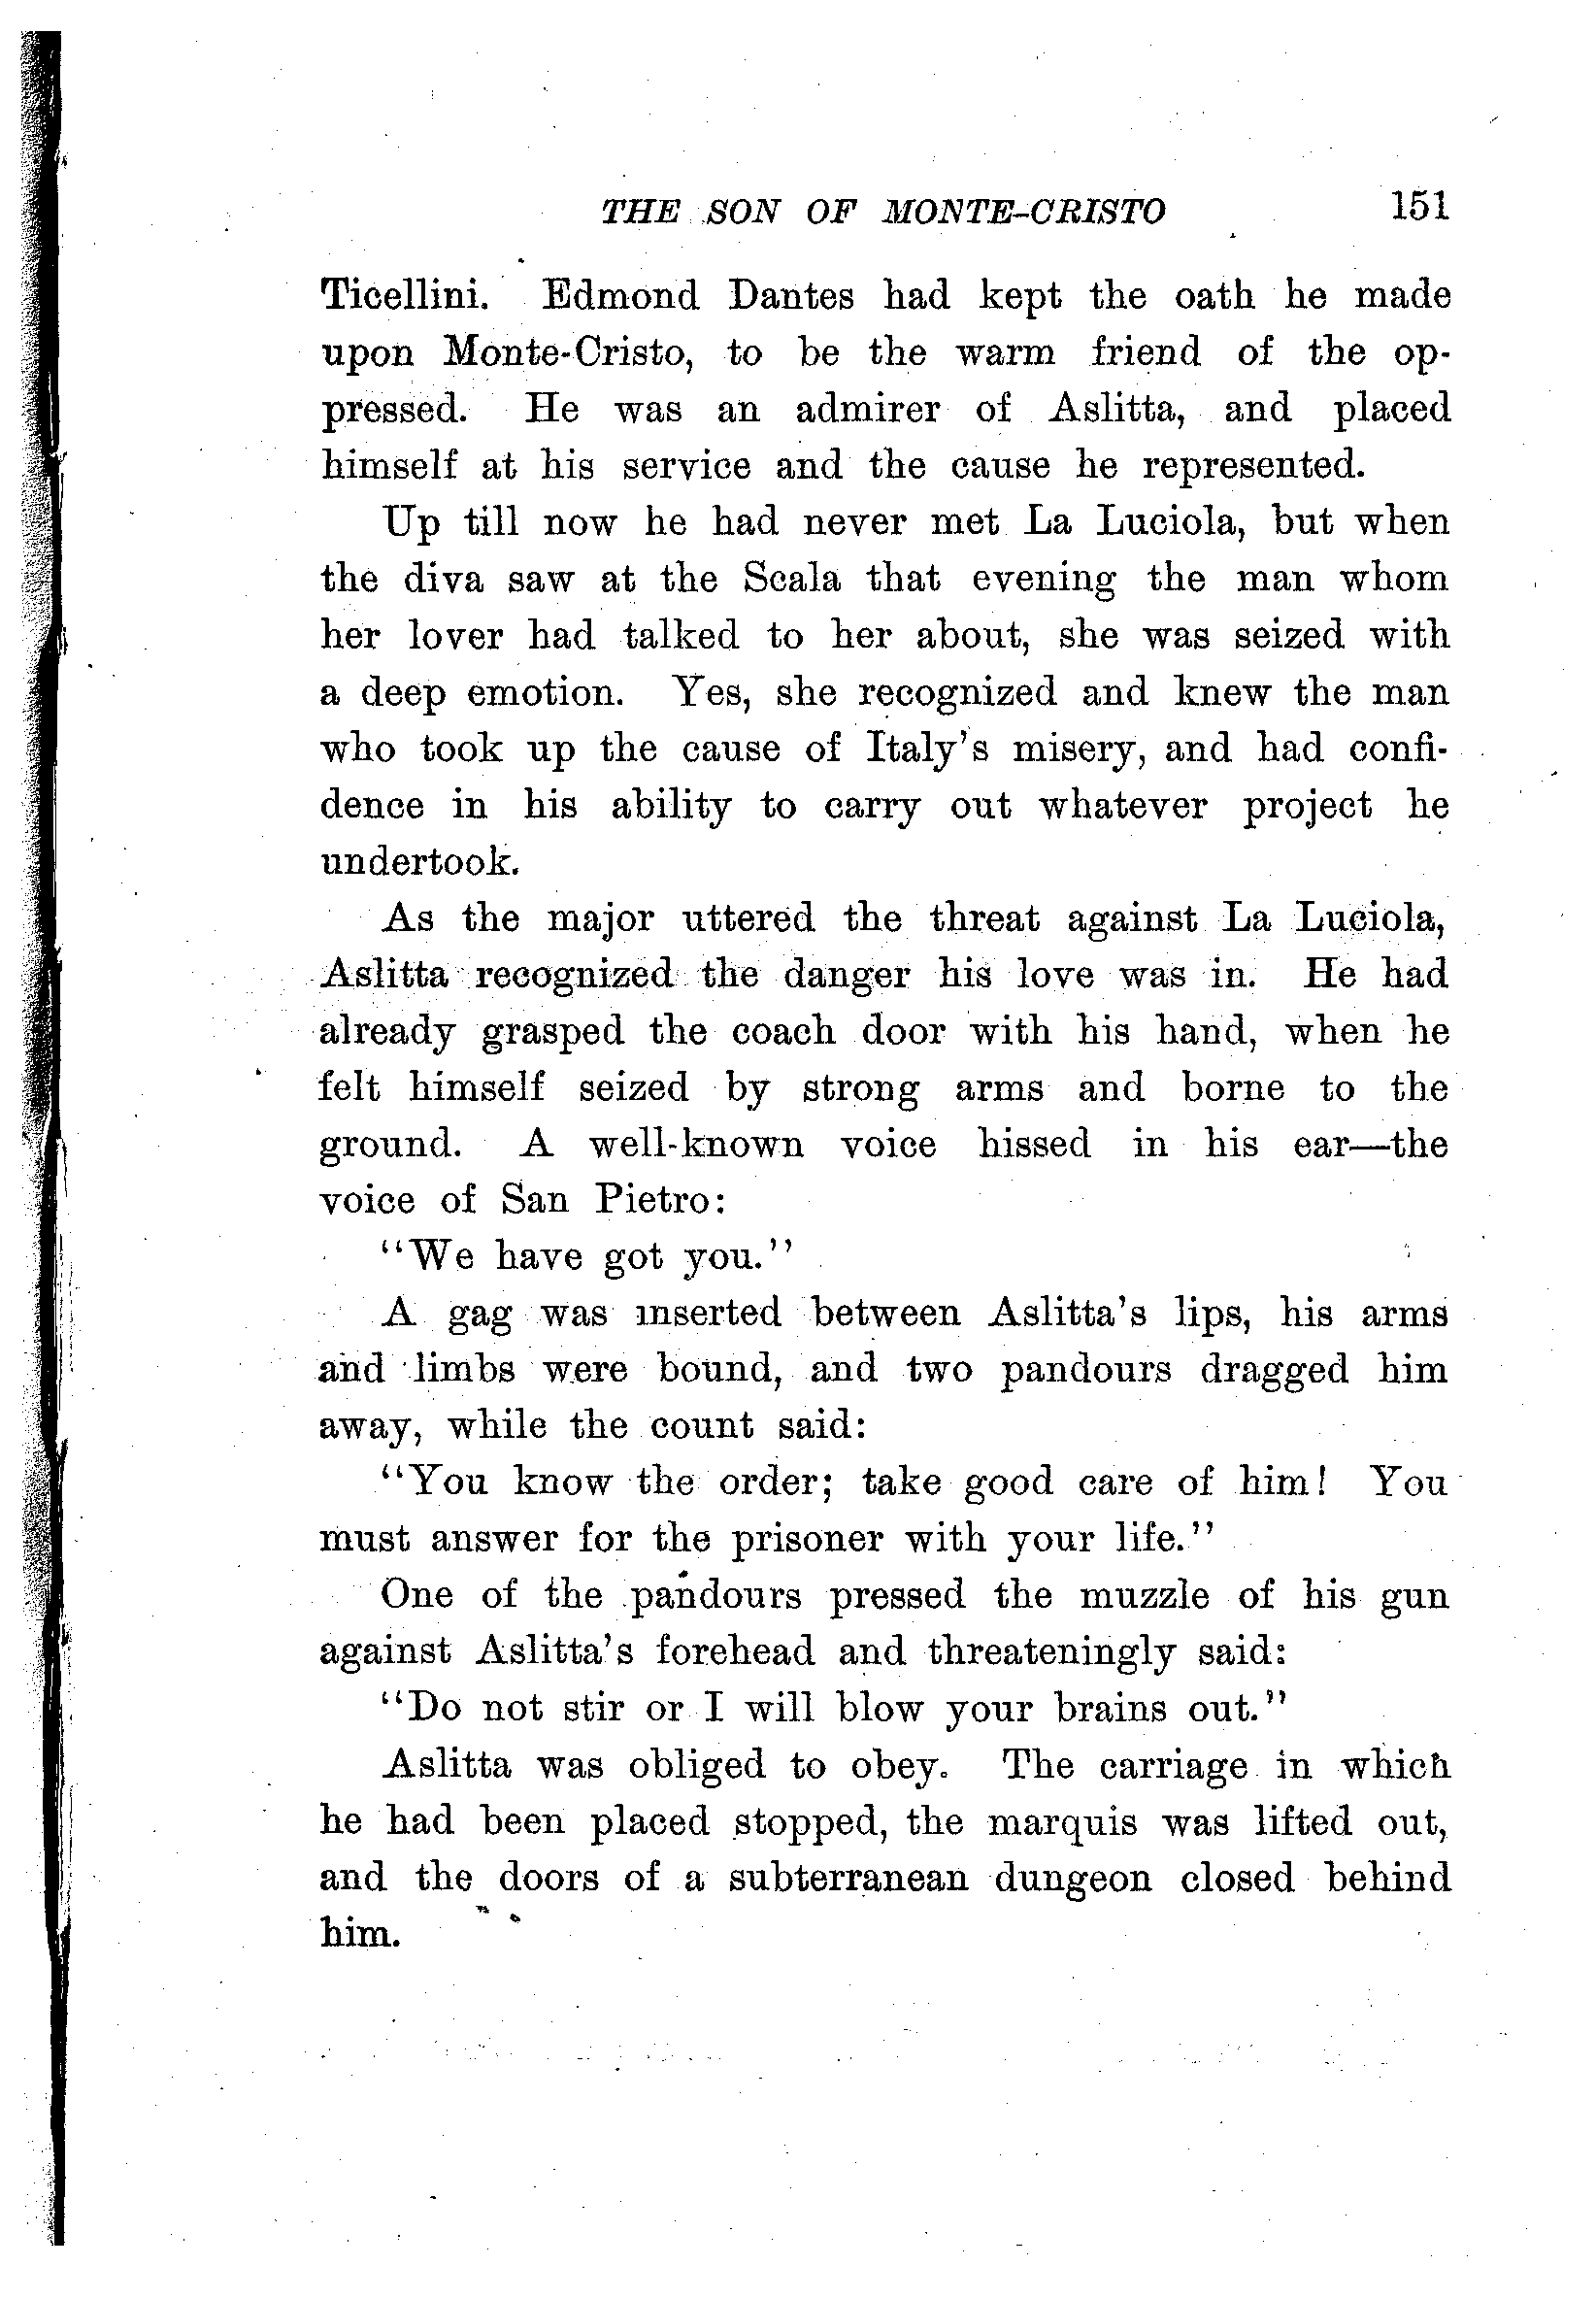 THE SON OF MONTE-CRISTO 151
Ticellini. Edmond Dantes had kept the oath he made
upon Monte-Cristo, to be the warm friend of the op-
pressed. He was an admirer of Aslitta, and placed
himself at his service and the cause he represented.
Up till now he had never met La Luciola, but when
the diva saw at the Scala that evening the man whom
her lover had talked to her about, she was seized with
a deep emotion. Yes, she recognized and knew the man
who took up the cause of Italy's misery, and had confi-
dence in his ability to carry out whatever project he
undertook.
As the major uttered the threat against La Luciola,
Aslitta recognized the danger his love was in. He had
already grasped the coach door with his hand, when he
felt himself seized by strong arms and borne to the
ground. A well-known voice hissed in his ear—the
voice of San Pietro:
"We have got you."
A gag was inserted between Aslitta's lips, his arms
and limbs were bound, and two pandours dragged him
away, while the count said:
"You know the order; take good care of him! You
must answer for the prisoner with your life."
One of the pandours pressed the muzzle of his gun
against Aslitta's forehead and threateningly said:
"Do not stir or I will blow your brains out."
Aslitta was obliged to obey. The carriage in which
he had been placed stopped, the marquis was lifted out,
and the doors of a subterranean dungeon closed behind
him.